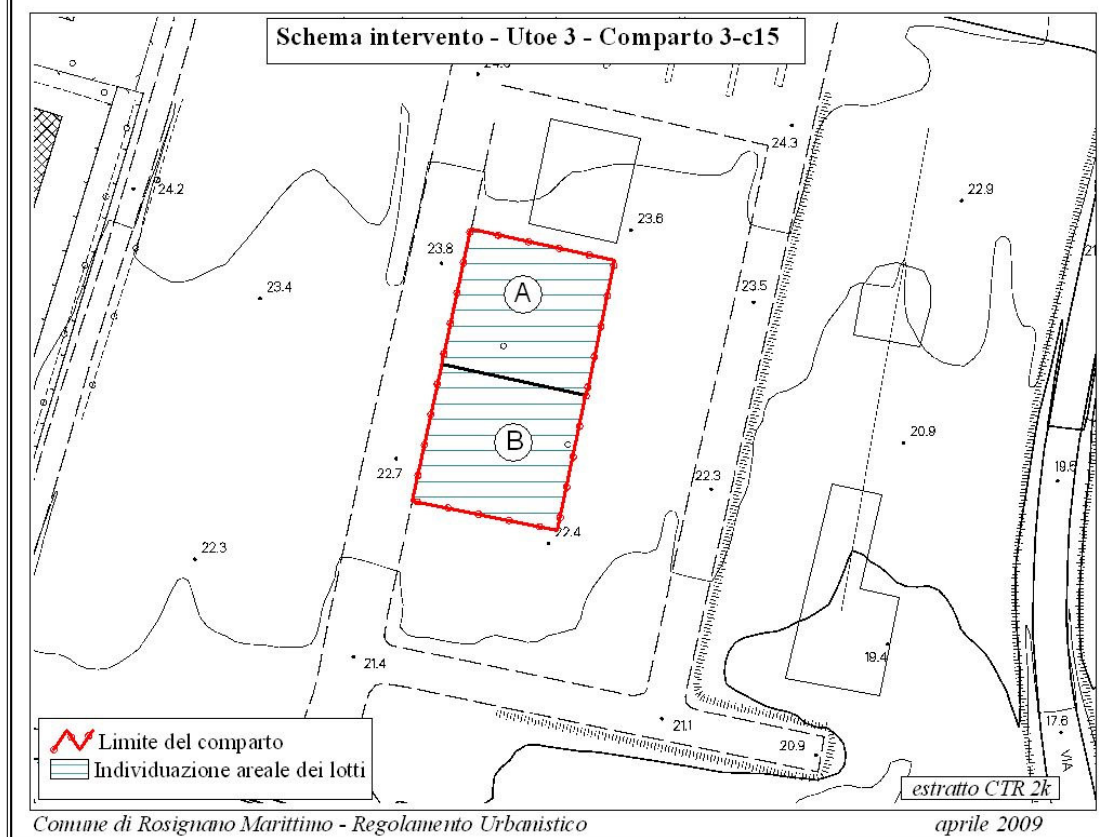 Schema intervento - Utoe 3 - Comparto 3-c15
24.3
24.2
22.9
23.6
23.8
23.4
23.5
A
B
20.9
22.7
22.3
19.6
22.4
22.3
21.4
19.4
21.1
20.9
17.6
VIA
Limite del comparto
Individuazione areale dei lotti
estratto CTR 2k
Comune di Rosignano Marittimo - Regolamento Urbanistico
aprile 2009